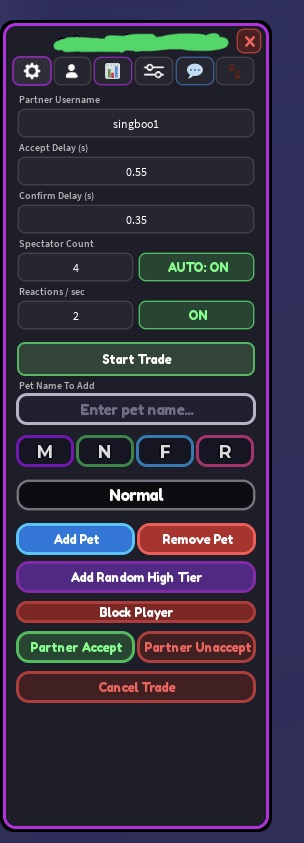 Partner Username
singboo1
Accept Delay (s)
0.55
Confirm Delay (s)
0.35
Spectator Count
4 AUTO: ON
Reactions / sec
2 ON
Start Trade
Pet Name To Add
Enter pet name...
M N F R
Normal
Add Pet Remove Pet
Add Random High Tier
Block Player
Partner Accept Partner Unaccept
Cancel Trade